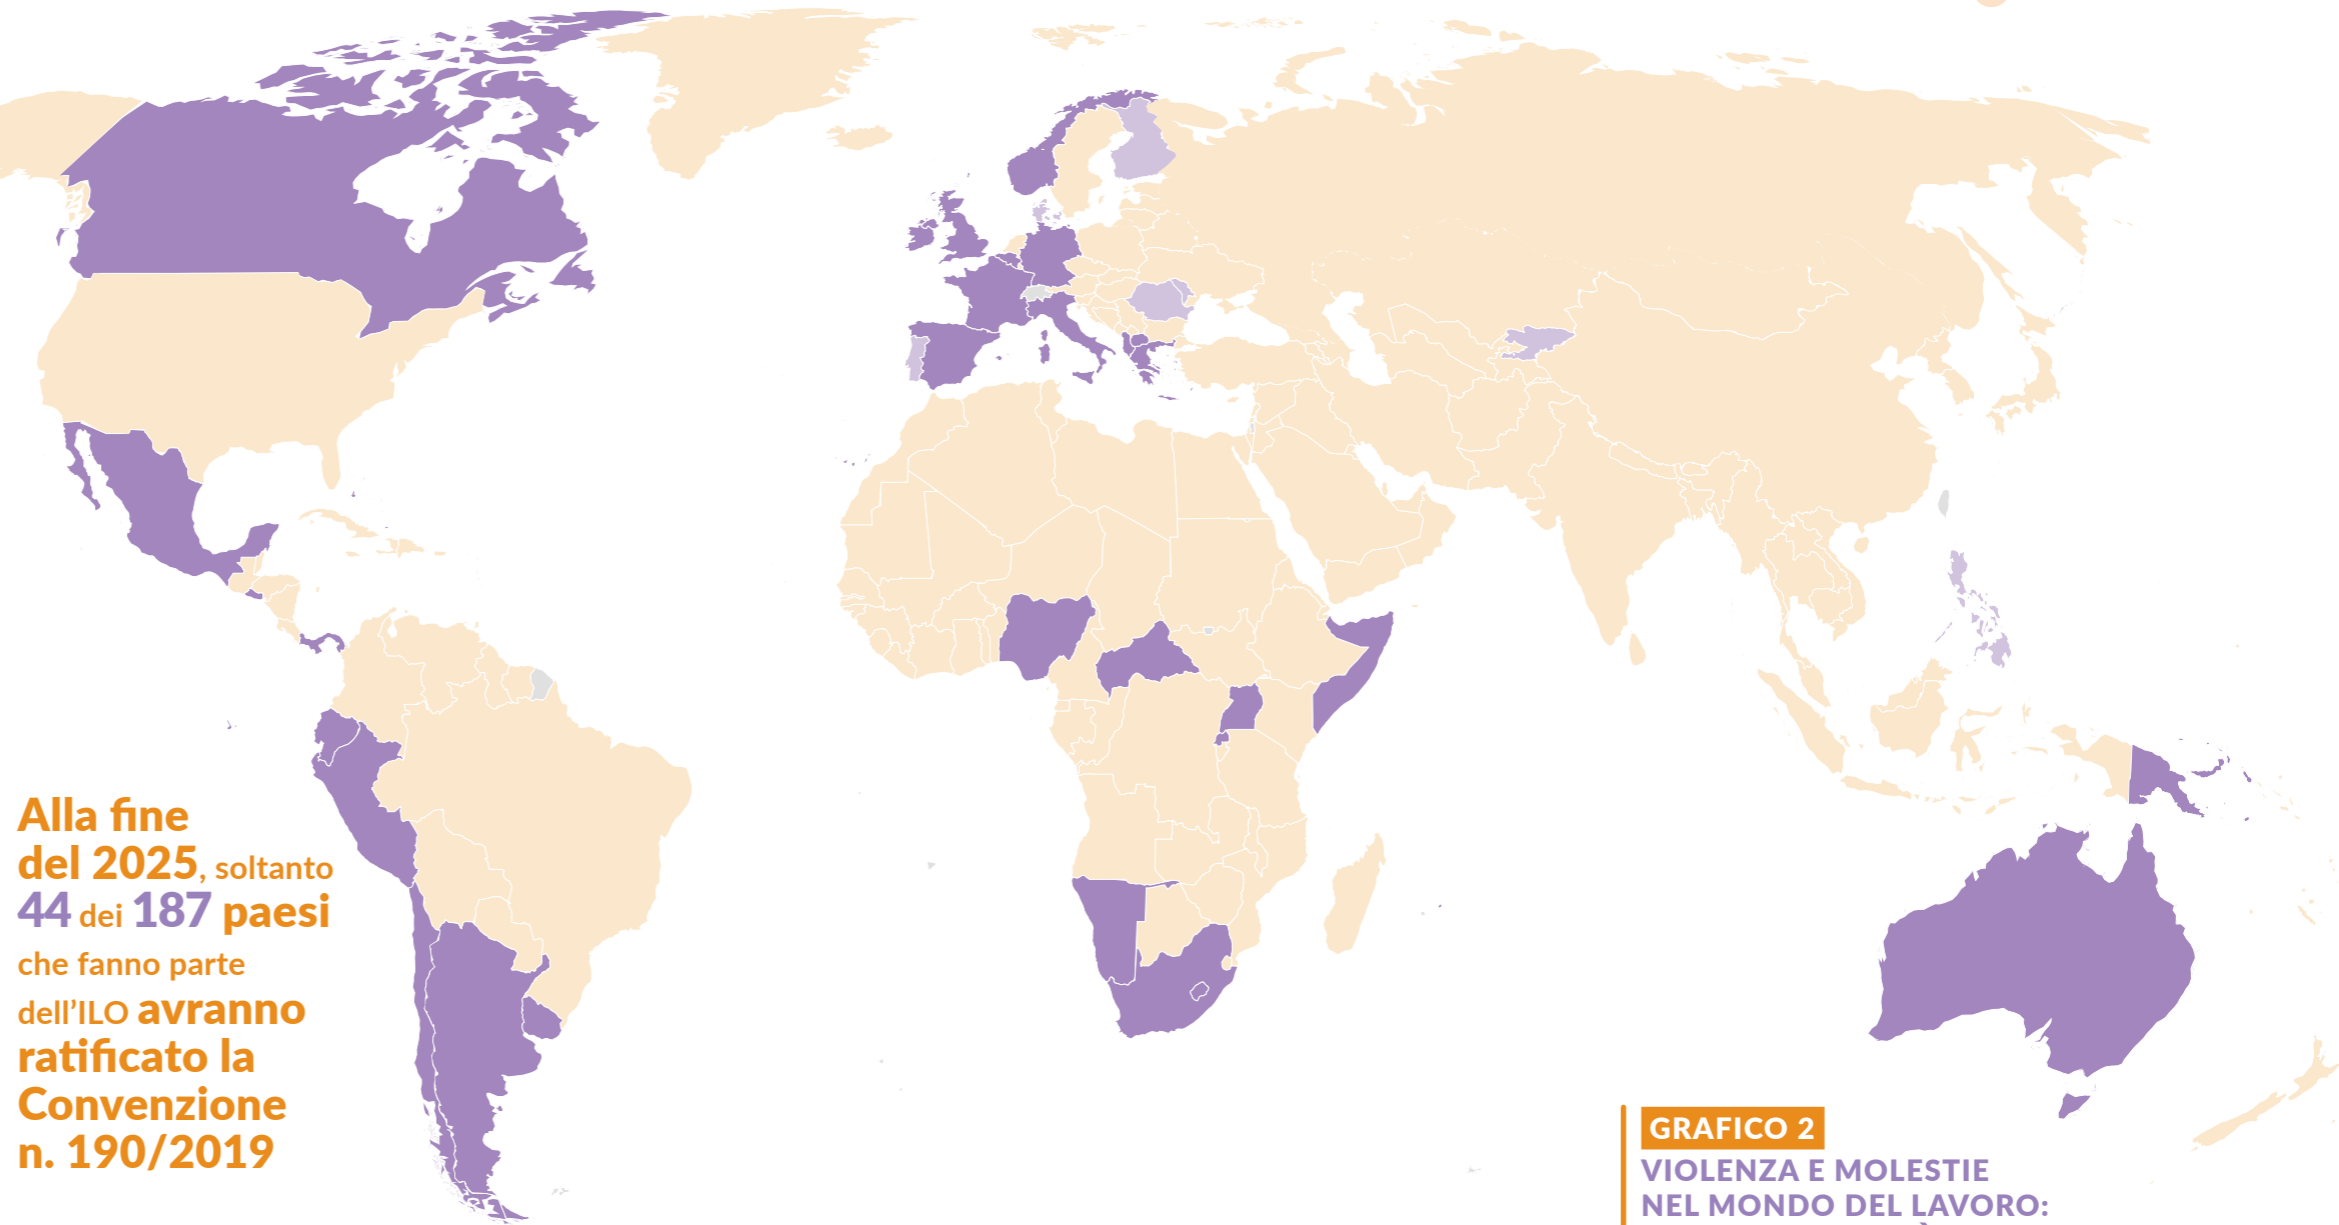 Alla fine
del 2025, soltanto
44 dei 187 paesi
che fanno parte
dell’ILO avranno
ratificato la
Convenzione
n. 190/2019
GRAFICO 2
VIOLENZA E MOLESTIE
NEL MONDO DEL LAVORO: